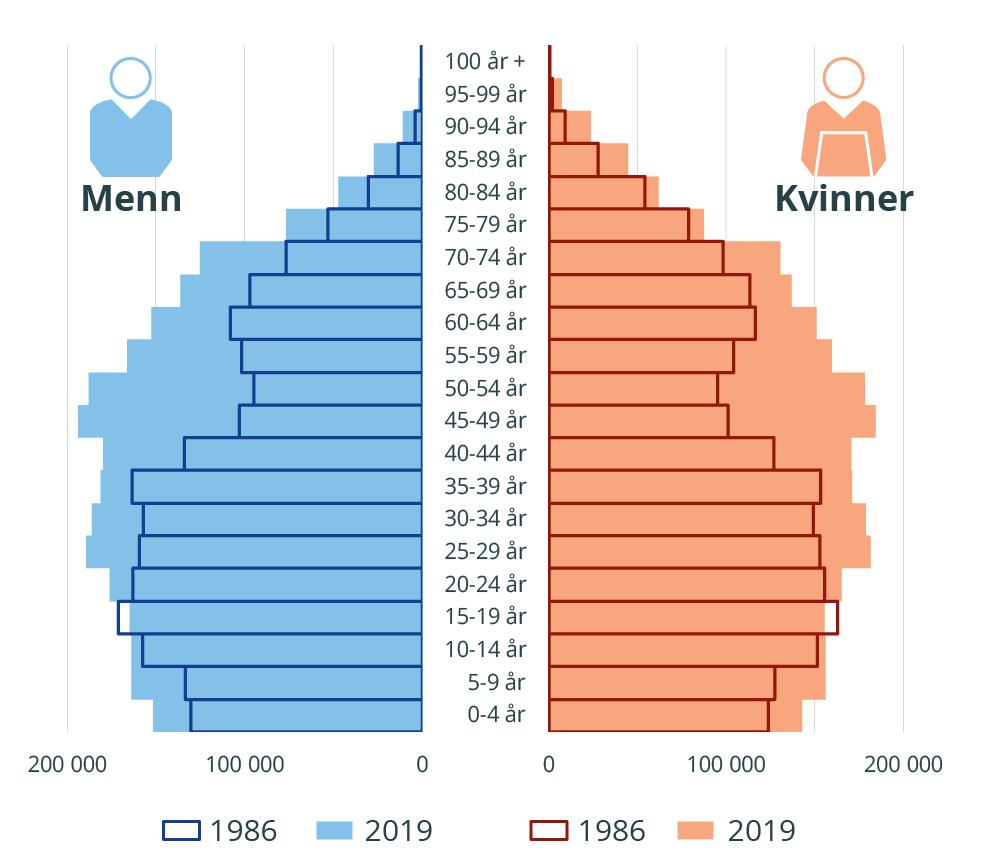 Menn
Kvinner
100 år +
95-99 år
90-94 år
85-89 år
80-84 år
75-79 år
70-74 år
65-69 år
60-64 år
55-59 år
50-54 år
45-49 år
40-44 år
35-39 år
30-34 år
25-29 år
20-24 år
15-19 år
10-14 år
5-9 år
0-4 år
200 000 100 000 0 0 100 000 200 000
1986 2019 1986 2019